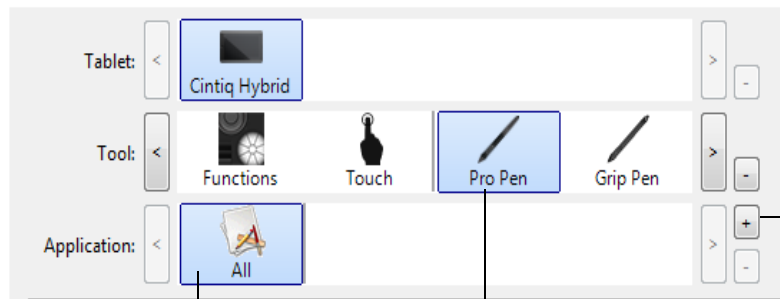 Tablet: < Cintiq Hybrid > -
Tool: < Functions Touch Pro Pen Grip Pen > -
Application: < All > + -